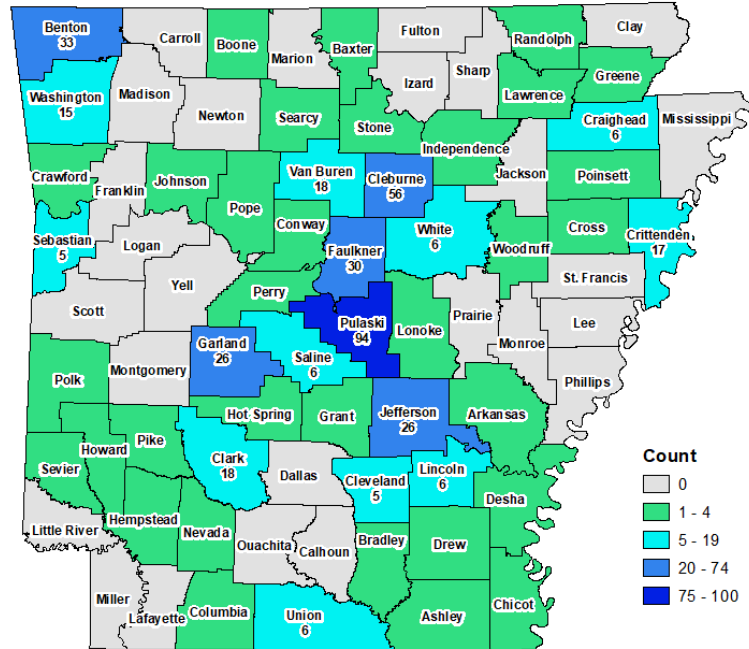 Benton
33
Carroll
Boone
Marion
Baxter
Fulton
Randolph
Clay
Sharp
Izard
Greene
Lawrence
Washington
15
Madison
Newton
Searcy
Stone
Craighead
6
Mississippi
Independence
Jackson
Poinsett
Crawford
Franklin
Johnson
Pope
Van Buren
18
Cleburne
56
Conway
White
6
Woodruff
Cross
Crittenden
17
Sebastian
5
Logan
Faulkner
30
St. Francis
Yell
Scott
Perry
Pulaski
94
Lonoke
Prairie
Monroe
Lee
Garland
26
Saline
6
Montgomery
Polk
Phillips
Hot Spring
Grant
Jefferson
26
Arkansas
Howard
Pike
Clark
18
Sevier
Dallas
Cleveland
5
Lincoln
6
Desha
Little River
Hempstead
Nevada
Ouachita
Calhoun
Bradley
Drew
Miller
Lafayette
Columbia
Union
6
Ashley
Chicot
Count
0
1 - 4
5 - 19
20 - 74
75 - 100